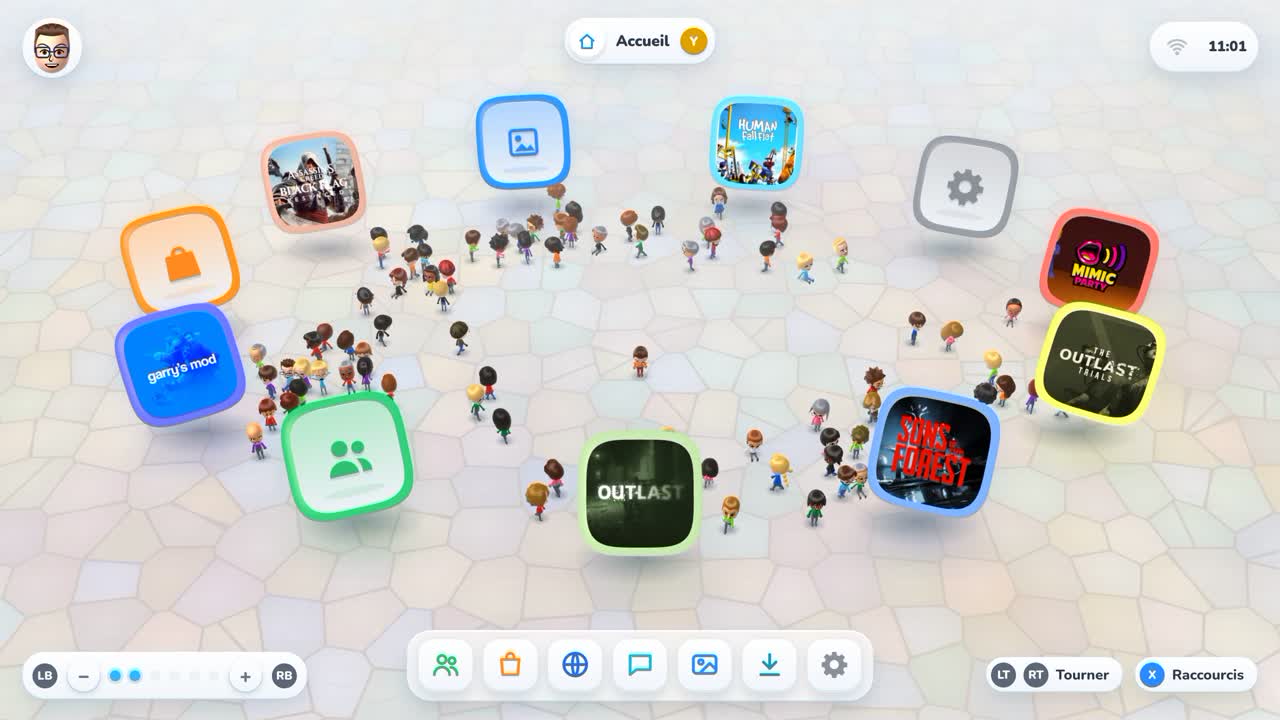 Accueil
Y
11:01
HUMAN
fall flat
ASSASSIN'S
CREED
BLACK FLAG
MIMIC
PARTY
garry's mod
THE
OUTLAST
TRIALS
SONS
OF THE
FOREST
OUTLAST
LB
RB
LT
RT
Tourner
X
Raccourcis